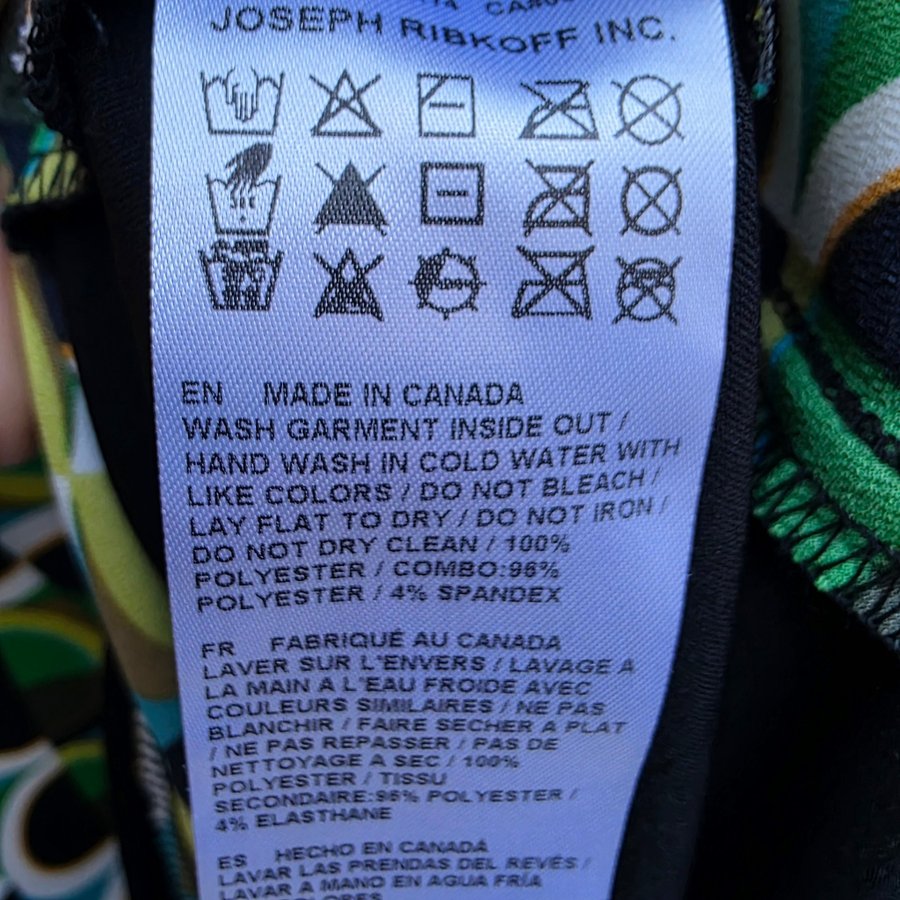 JOSEPH RIBKOFF INC.
EN MADE IN CANADA
WASH GARMENT INSIDE OUT /
HAND WASH IN COLD WATER WITH
LIKE COLORS / DO NOT BLEACH /
LAY FLAT TO DRY / DO NOT IRON /
DO NOT DRY CLEAN / 100%
POLYESTER / COMBO:96%
POLYESTER / 4% SPANDEX
FR FABRIQUÉ AU CANADA
LAVER SUR L'ENVERS / LAVAGE A
LA MAIN A L'EAU FROIDE AVEC
COULEURS SIMILAIRES / NE PAS
BLANCHIR / FAIRE SECHER A PLAT
/ NE PAS REPASSER / PAS DE
NETTOYAGE A SEC / 100%
POLYESTER / TISSU
SECONDAIRE:96% POLYESTER /
4% ELASTHANE
ES HECHO EN CANADÁ
LAVAR LAS PRENDAS DEL REVÉS /
LAVAR A MANO EN AGUA FRÍA